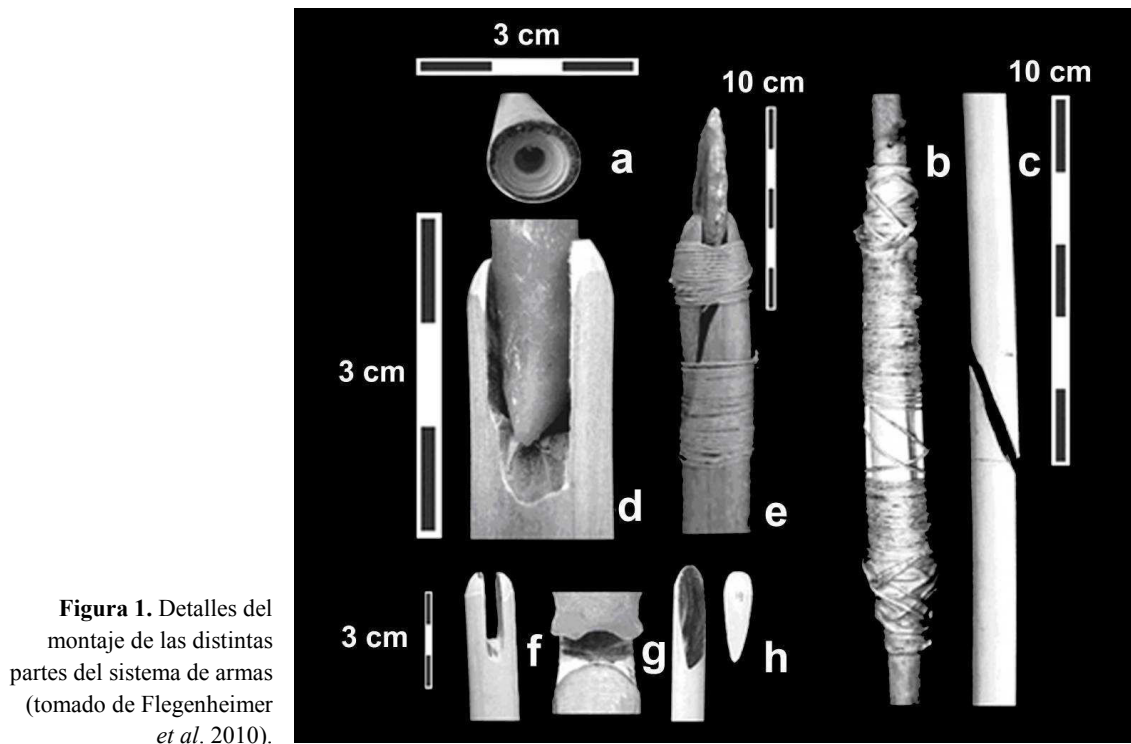 3 cm
10 cm
10 cm
a
b
c
3 cm
d
e
3 cm
f
g
h
Figura 1. Detalles del
montaje de las distintas
partes del sistema de armas
(tomado de Flegenheimer
et al. 2010).